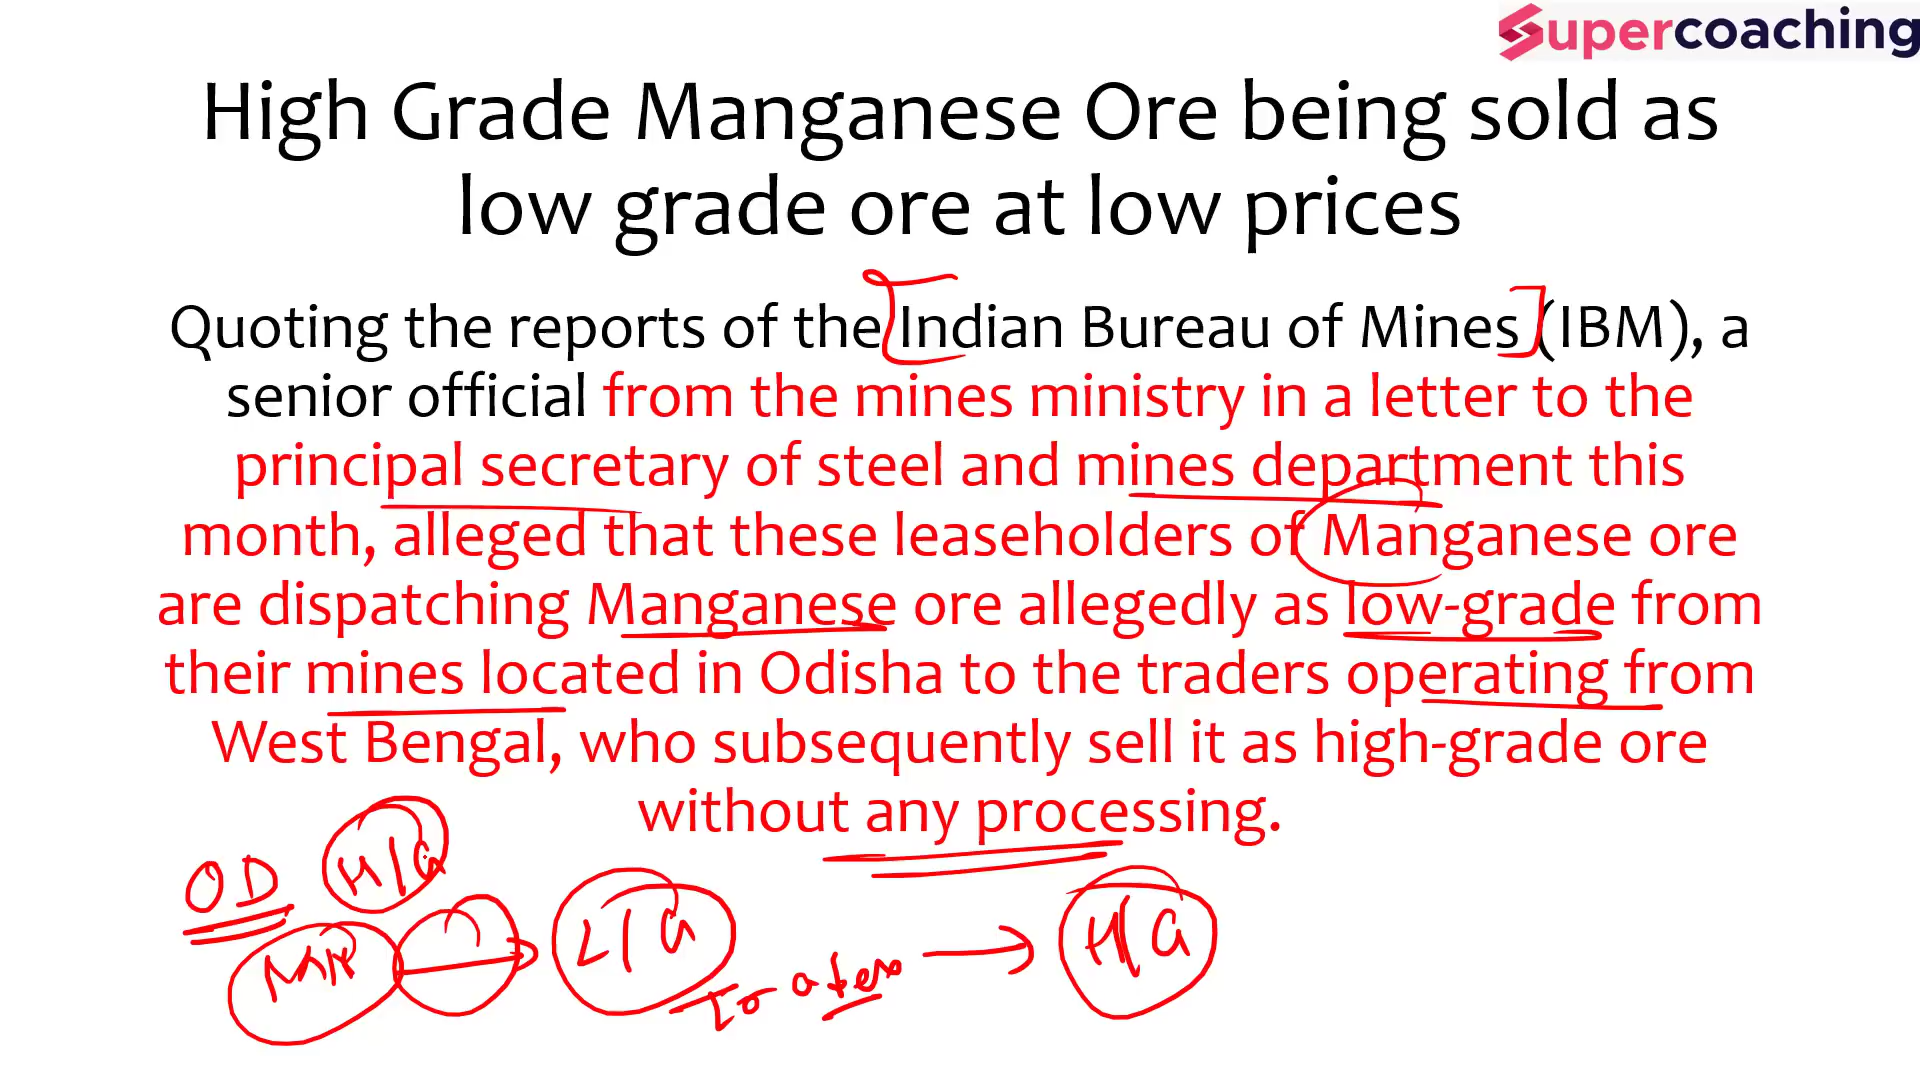 Supercoaching
High Grade Manganese Ore being sold as
low grade ore at low prices
Quoting the reports of the Indian Bureau of Mines (IBM), a
senior official from the mines ministry in a letter to the
principal secretary of steel and mines department this
month, alleged that these leaseholders of Manganese ore
are dispatching Manganese ore allegedly as low-grade from
their mines located in Odisha to the traders operating from
West Bengal, who subsequently sell it as high-grade ore
without any processing.
OD H/G
L/G H/G